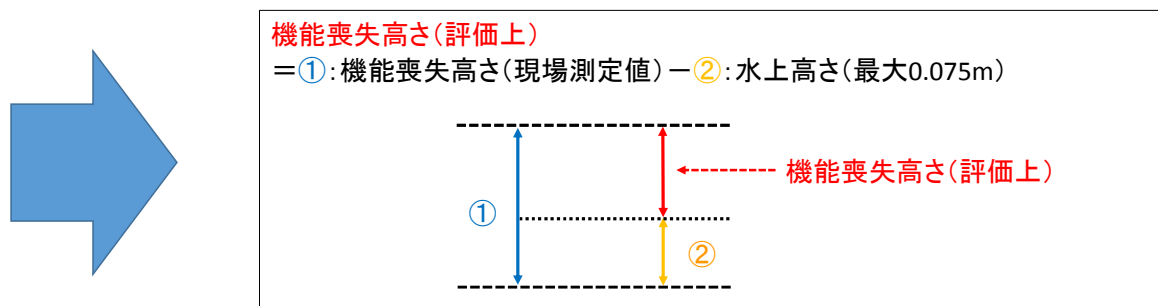 機能喪失高さ(評価上)
=①:機能喪失高さ(現場測定値)-②:水上高さ(最大0.075m)
機能喪失高さ(評価上)
①
②